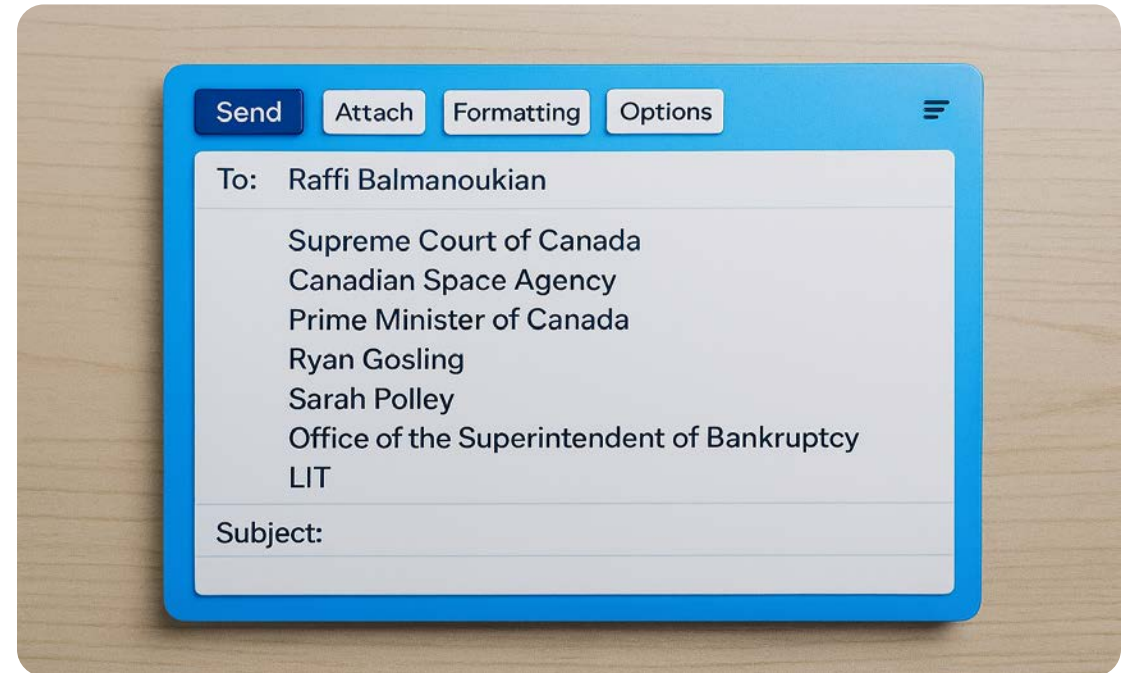 Send Attach Formatting Options
To: Raffi Balmanoukian
Supreme Court of Canada
Canadian Space Agency
Prime Minister of Canada
Ryan Gosling
Sarah Polley
Office of the Superintendent of Bankruptcy
LIT
Subject: